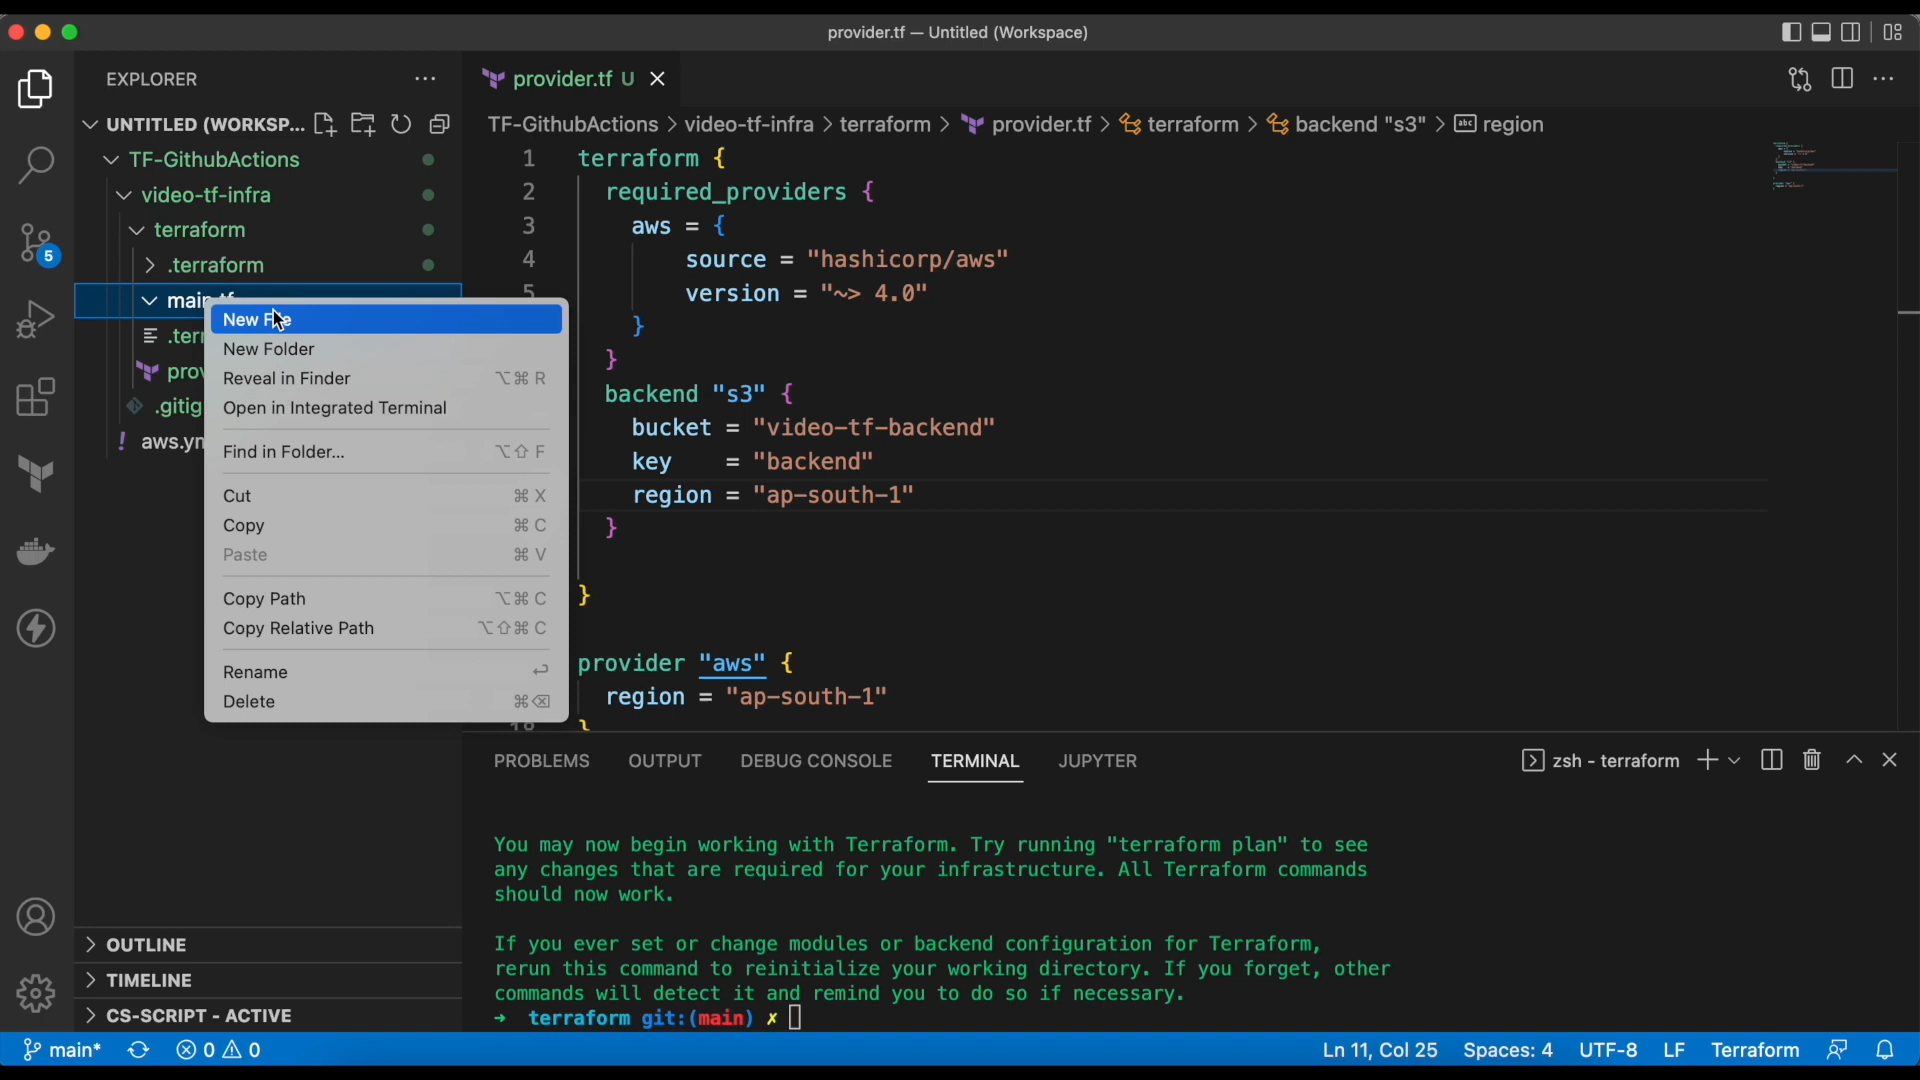 provider.tf — Untitled (Workspace)
EXPLORER
UNTITLED (WORKSP...
TF-GithubActions
video-tf-infra
terraform
.terraform
.gitig
aws.ym
New File
New Folder
Reveal in Finder ⌥⌘R
Open in Integrated Terminal
Find in Folder... ⌥⇧F
Cut ⌘X
Copy ⌘C
Paste ⌘V
Copy Path ⌥⌘C
Copy Relative Path ⌥⇧⌘C
Rename ↩
Delete ⌘⌫
OUTLINE
TIMELINE
CS-SCRIPT - ACTIVE
5
provider.tf U
TF-GithubActions > video-tf-infra > terraform > provider.tf > terraform > backend "s3" > region
1 terraform {
2 required_providers {
3 aws = {
4 source = "hashicorp/aws"
5 version = "~> 4.0"
}
}
backend "s3" {
bucket = "video-tf-backend"
key = "backend"
region = "ap-south-1"
}
}
provider "aws" {
region = "ap-south-1"
18 }
PROBLEMS OUTPUT DEBUG CONSOLE TERMINAL JUPYTER
zsh - terraform
You may now begin working with Terraform. Try running "terraform plan" to see
any changes that are required for your infrastructure. All Terraform commands
should now work.
If you ever set or change modules or backend configuration for Terraform,
rerun this command to reinitialize your working directory. If you forget, other
commands will detect it and remind you to do so if necessary.
➜ terraform git:(main) ✗
main* 0 0 Ln 11, Col 25 Spaces: 4 UTF-8 LF Terraform